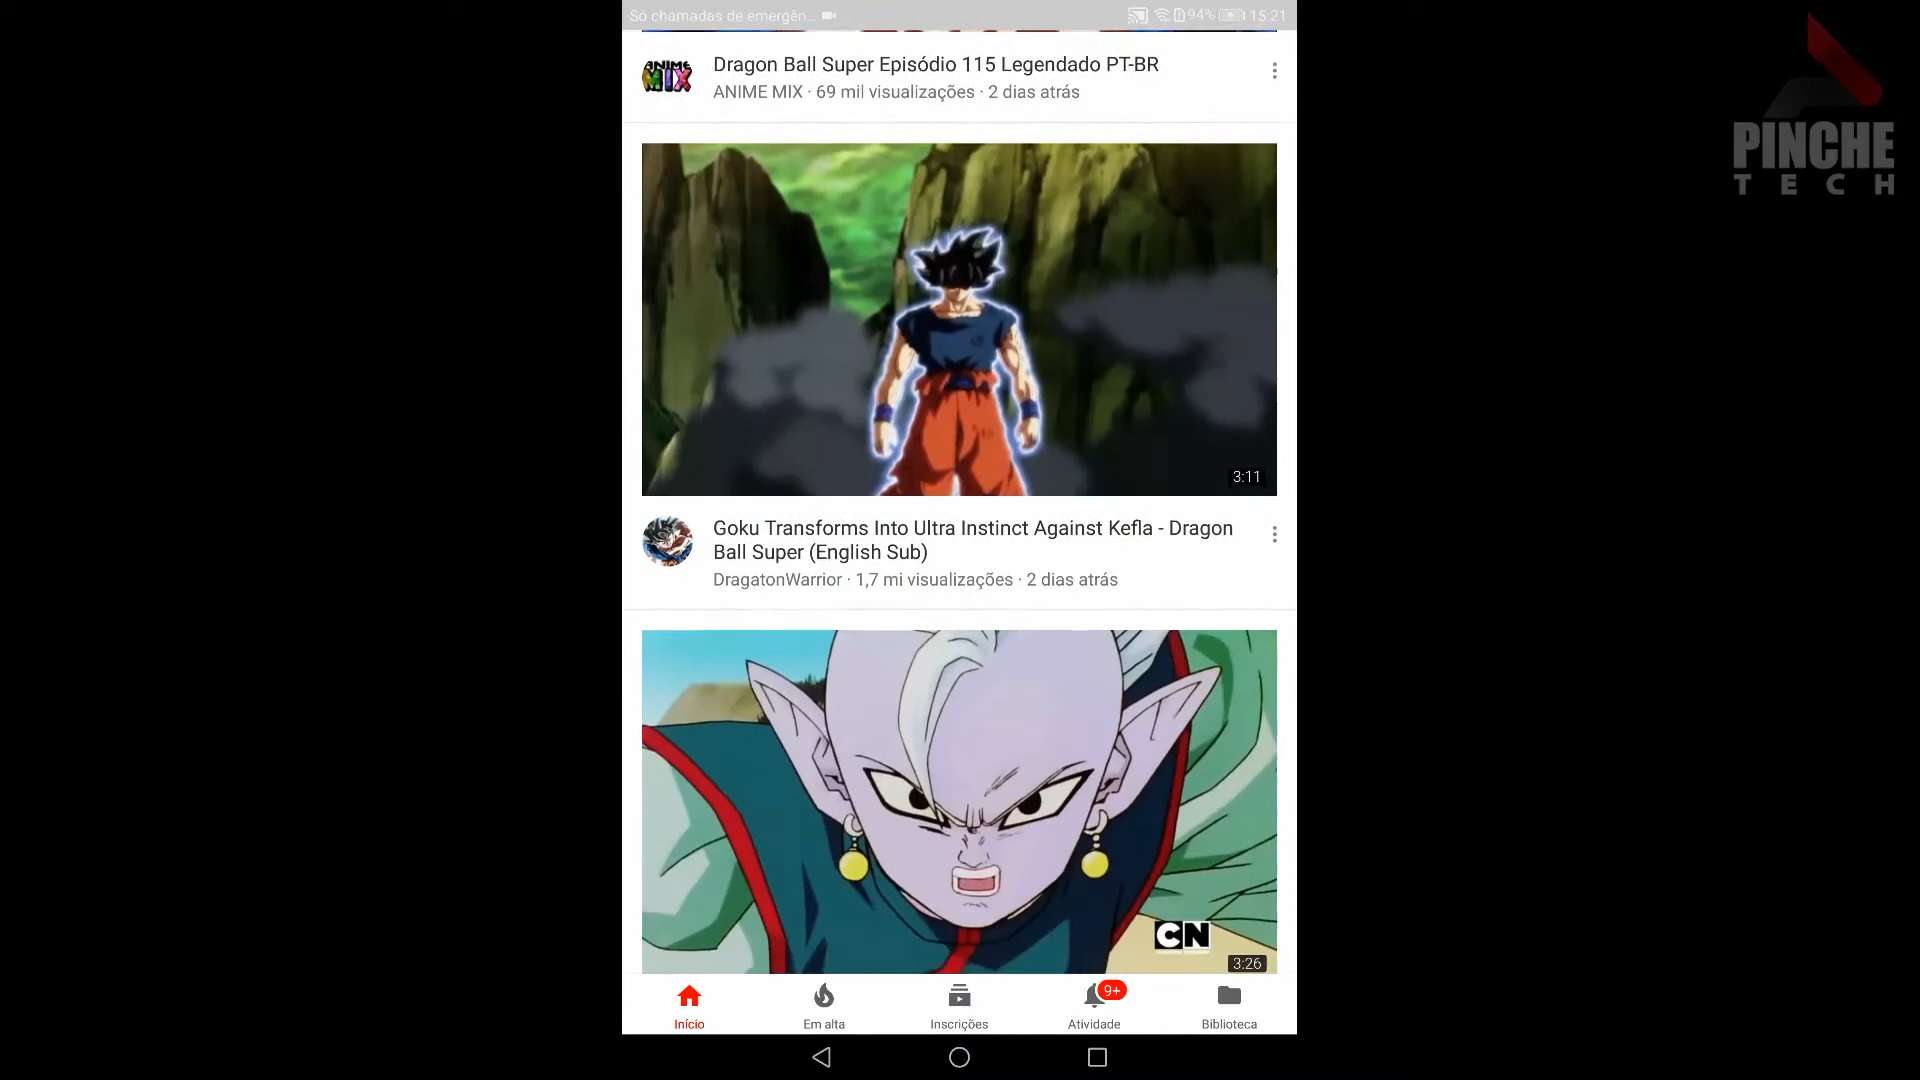 Só chamadas de emergên...
94%
15:21
PINCHE
TECH
ANIME
MIX
Dragon Ball Super Episódio 115 Legendado PT-BR
ANIME MIX · 69 mil visualizações · 2 dias atrás
3:11
Goku Transforms Into Ultra Instinct Against Kefla - Dragon
Ball Super (English Sub)
DragatonWarrior · 1,7 mi visualizações · 2 dias atrás
CN
3:26
9+
Início
Em alta
Inscrições
Atividade
Biblioteca